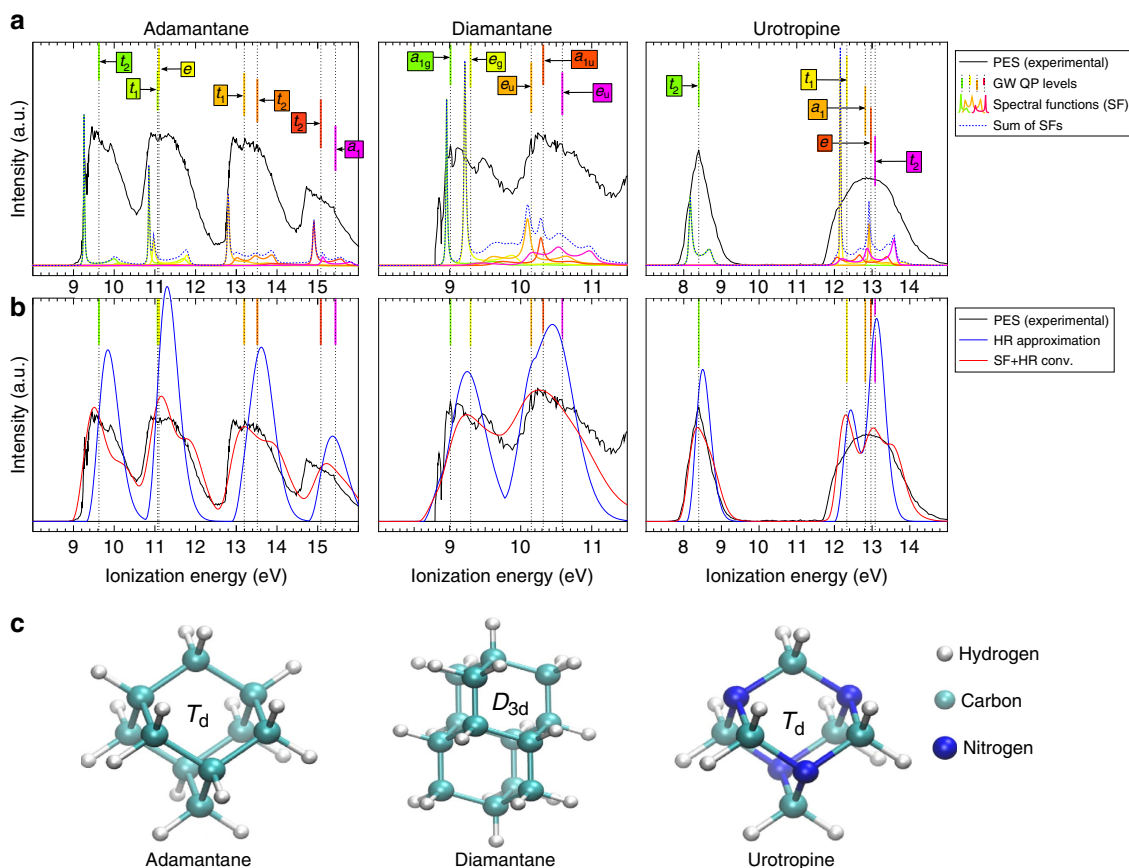 a
Adamantane Diamantane Urotropine
Intensity (a.u.)
t2 t1 e t1 t2 t2 a1
a1g eg eu a1u eu
t2 t1 a1 e t2
PES (experimental)
GW QP levels
Spectral functions (SF)
Sum of SFs
9 10 11 12 13 14 15
9 10 11
8 9 10 11 12 13 14
b
Intensity (a.u.)
PES (experimental)
HR approximation
SF+HR conv.
9 10 11 12 13 14 15
9 10 11
8 9 10 11 12 13 14
Ionization energy (eV) Ionization energy (eV) Ionization energy (eV)
c
Td D3d Td
Hydrogen
Carbon
Nitrogen
Adamantane Diamantane Urotropine